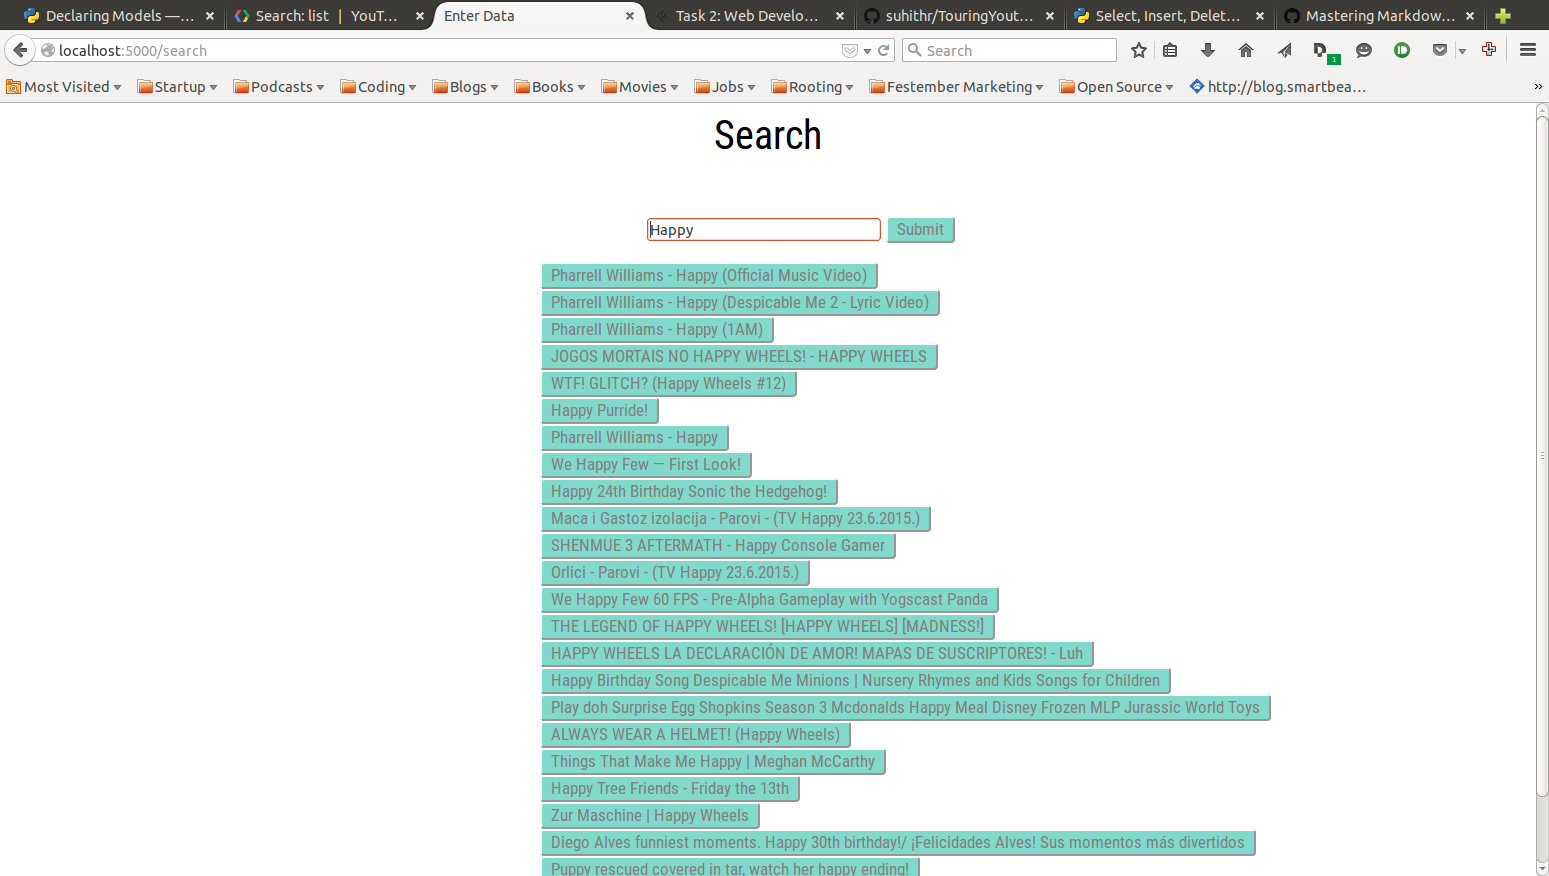 Declaring Models —...
Search: list | YouT...
Enter Data
Task 2: Web Develo...
suhithr/TouringYout...
Select, Insert, Delet...
Mastering Markdow...
localhost:5000/search
Search
1
Most Visited
Startup
Podcasts
Coding
Blogs
Books
Movies
Jobs
Rooting
Festember Marketing
Open Source
http://blog.smartbea...
Search
Happy
Submit
Pharrell Williams - Happy (Official Music Video)
Pharrell Williams - Happy (Despicable Me 2 - Lyric Video)
Pharrell Williams - Happy (1AM)
JOGOS MORTAIS NO HAPPY WHEELS! - HAPPY WHEELS
WTF! GLITCH? (Happy Wheels #12)
Happy Purride!
Pharrell Williams - Happy
We Happy Few — First Look!
Happy 24th Birthday Sonic the Hedgehog!
Maca i Gastoz izolacija - Parovi - (TV Happy 23.6.2015.)
SHENMUE 3 AFTERMATH - Happy Console Gamer
Orlici - Parovi - (TV Happy 23.6.2015.)
We Happy Few 60 FPS - Pre-Alpha Gameplay with Yogscast Panda
THE LEGEND OF HAPPY WHEELS! [HAPPY WHEELS] [MADNESS!]
HAPPY WHEELS LA DECLARACIÓN DE AMOR! MAPAS DE SUSCRIPTORES! - Luh
Happy Birthday Song Despicable Me Minions | Nursery Rhymes and Kids Songs for Children
Play doh Surprise Egg Shopkins Season 3 Mcdonalds Happy Meal Disney Frozen MLP Jurassic World Toys
ALWAYS WEAR A HELMET! (Happy Wheels)
Things That Make Me Happy | Meghan McCarthy
Happy Tree Friends - Friday the 13th
Zur Maschine | Happy Wheels
Diego Alves funniest moments. Happy 30th birthday!/ ¡Felicidades Alves! Sus momentos más divertidos
Puppy rescued covered in tar, watch her happy ending!